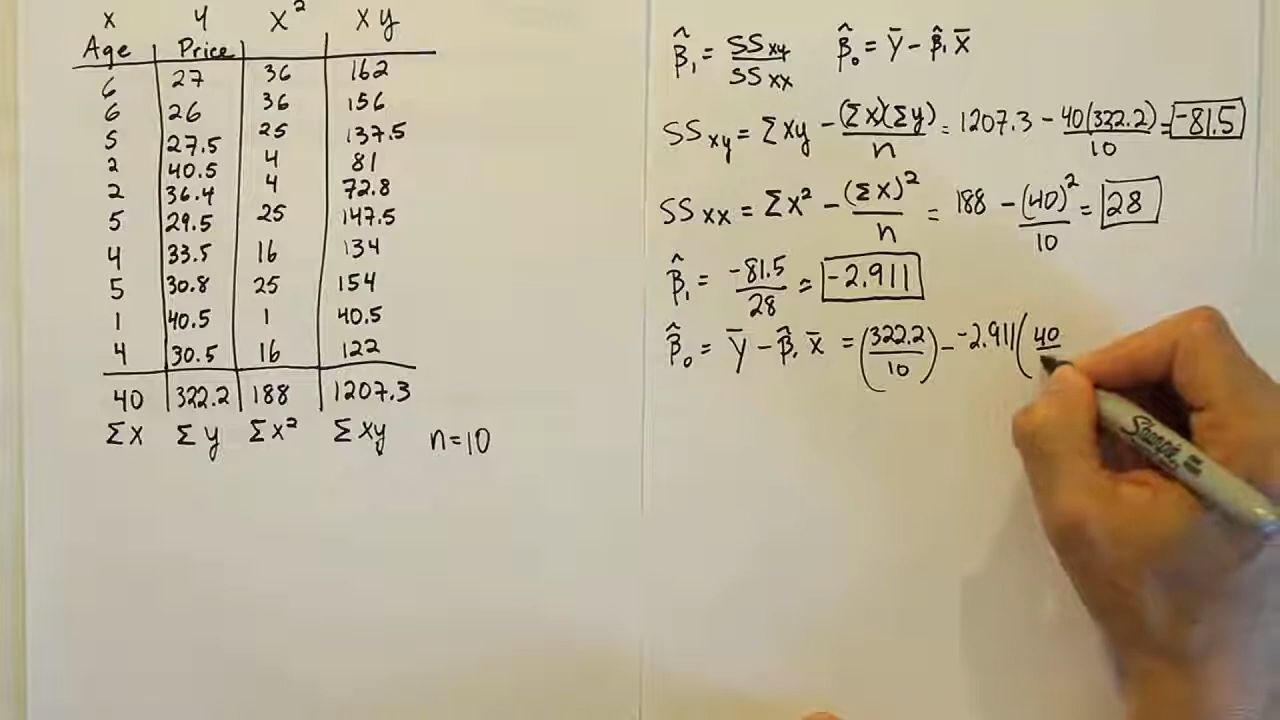 x y x² xy
Age Price
6 27 36 162
6 26 36 156
5 27.5 25 137.5
2 40.5 4 81
2 36.4 4 72.8
5 29.5 25 147.5
4 33.5 16 134
5 30.8 25 154
1 40.5 1 40.5
4 30.5 16 122
40 322.2 188 1207.3
Σx Σy Σx² Σxy n=10
β̂₁ = SSxy / SSxx β̂₀ = ȳ - β̂₁x̄
SSxy = Σxy - (Σx)(Σy) / n = 1207.3 - 40(322.2) / 10 = -81.5
SSxx = Σx² - (Σx)² / n = 188 - (40)² / 10 = 28
β̂₁ = -81.5 / 28 = -2.911
β̂₀ = ȳ - β̂₁x̄ = (322.2 / 10) - -2.911(40
Sharpie